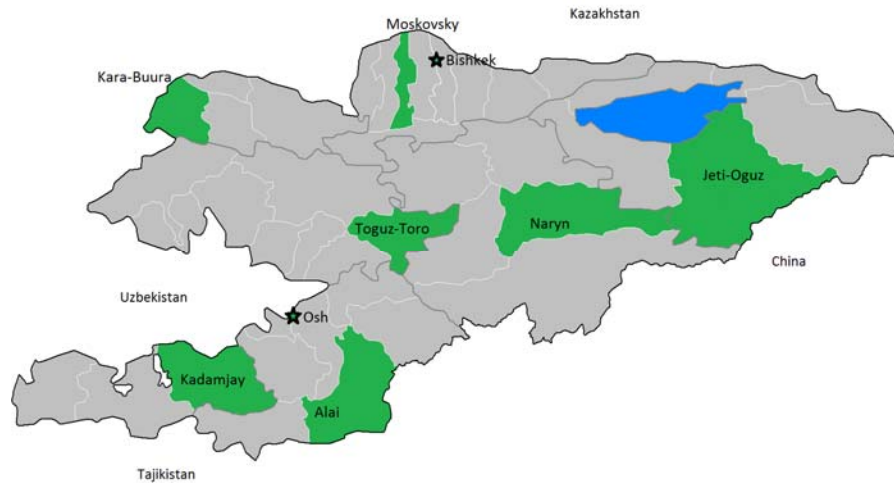 Kazakhstan
Moskovsky
Bishkek
Kara-Buura
Jeti-Oguz
Toguz-Toro
Naryn
China
Uzbekistan
Osh
Kadamjay
Alai
Tajikistan